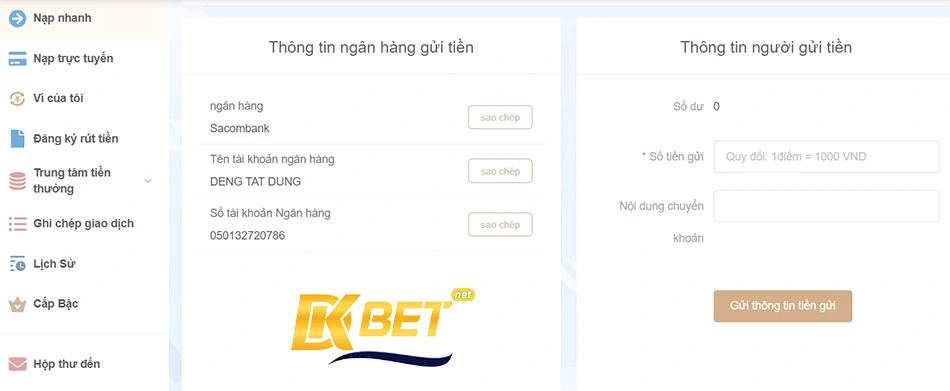 Nạp nhanh
Nạp trực tuyến
Ví của tôi
Đăng ký rút tiền
Trung tâm tiền
thưởng
Ghi chép giao dịch
Lịch Sử
Cấp Bậc
Hộp thư đến
Thông tin ngân hàng gửi tiền
ngân hàng
Sacombank
sao chép
Tên tài khoản ngân hàng
DENG TAT DUNG
sao chép
Số tài khoản Ngân hàng
050132720786
sao chép
DKBET
net
Thông tin người gửi tiền
Số dư 0
* Số tiền gửi Quy đổi: 1điểm = 1000 VND
Nội dung chuyển
khoản
Gửi thông tin tiền gửi